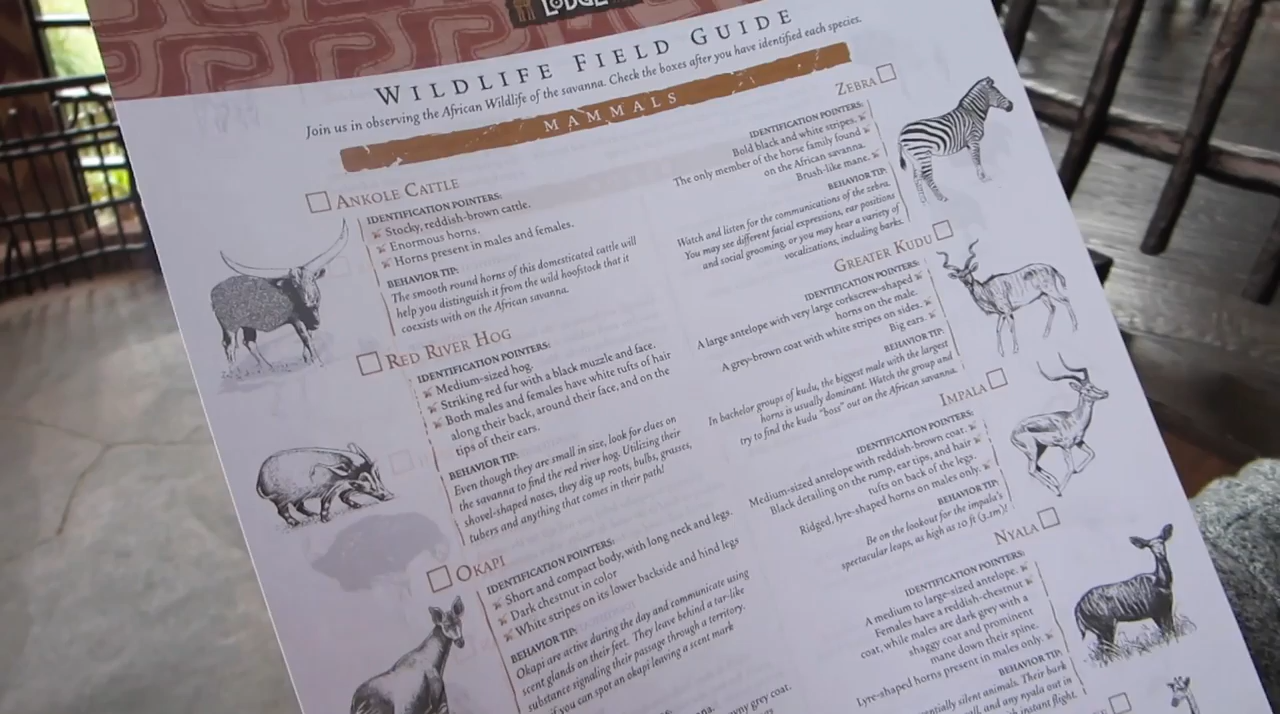 LODGE
WILDLIFE FIELD GUIDE
Join us in observing the African Wildlife of the savanna. Check the boxes after you have identified each species.
MAMMALS
ANKOLE CATTLE
IDENTIFICATION POINTERS:
Stocky, reddish-brown cattle.
Enormous horns.
Horns present in males and females.
BEHAVIOR TIP:
The smooth round horns of this domesticated cattle will
help you distinguish it from the wild hoofstock that it
coexists with on the African savanna.
RED RIVER HOG
IDENTIFICATION POINTERS:
Medium-sized hog.
Striking red fur with a black muzzle and face.
Both males and females have white tufts of hair
along their back, around their face, and on the
tips of their ears.
BEHAVIOR TIP:
Even though they are small in size, look for clues on
the savanna to find the red river hog. Utilizing their
shovel-shaped noses, they dig up roots, bulbs, grasses,
tubers and anything that comes in their path!
OKAPI
IDENTIFICATION POINTERS:
Short and compact body, with long neck and legs.
Dark chestnut in color
White stripes on its lower backside and hind legs
BEHAVIOR TIP:
Okapi are active during the day and communicate using
scent glands on their feet. They leave behind a tar-like
substance signaling their passage through a territory.
if you can spot an okapi leaving a scent mark
grey coat.
ZEBRA
IDENTIFICATION POINTERS:
Bold black and white stripes.
The only member of the horse family found
on the African savanna.
Brush-like mane.
BEHAVIOR TIP:
Watch and listen for the communications of the zebra.
You may see different facial expressions, ear positions
and social grooming, or you may hear a variety of
vocalizations, including barks.
GREATER KUDU
IDENTIFICATION POINTERS:
A large antelope with very large corkscrew-shaped
horns on the male.
A grey-brown coat with white stripes on sides.
Big ears.
BEHAVIOR TIP:
In bachelor groups of kudu, the biggest male with the largest
horns is usually dominant. Watch the group and
try to find the kudu "boss" out on the African savanna.
IMPALA
IDENTIFICATION POINTERS:
Medium-sized antelope with reddish-brown coat.
Black detailing on the rump, ear tips, and hair
tufts on back of the legs.
Ridged, lyre-shaped horns on males only.
BEHAVIOR TIP:
Be on the lookout for the impala's
spectacular leaps, as high as 10 ft (3.2m)!
NYALA
IDENTIFICATION POINTERS:
A medium to large-sized antelope.
Females have a reddish-chestnut
coat, while males are dark grey with a
shaggy coat and prominent
mane down their spine.
Lyre-shaped horns present in males only.
BEHAVIOR TIP:
silent animals. Their bark
and any nyala out in
instant flight.